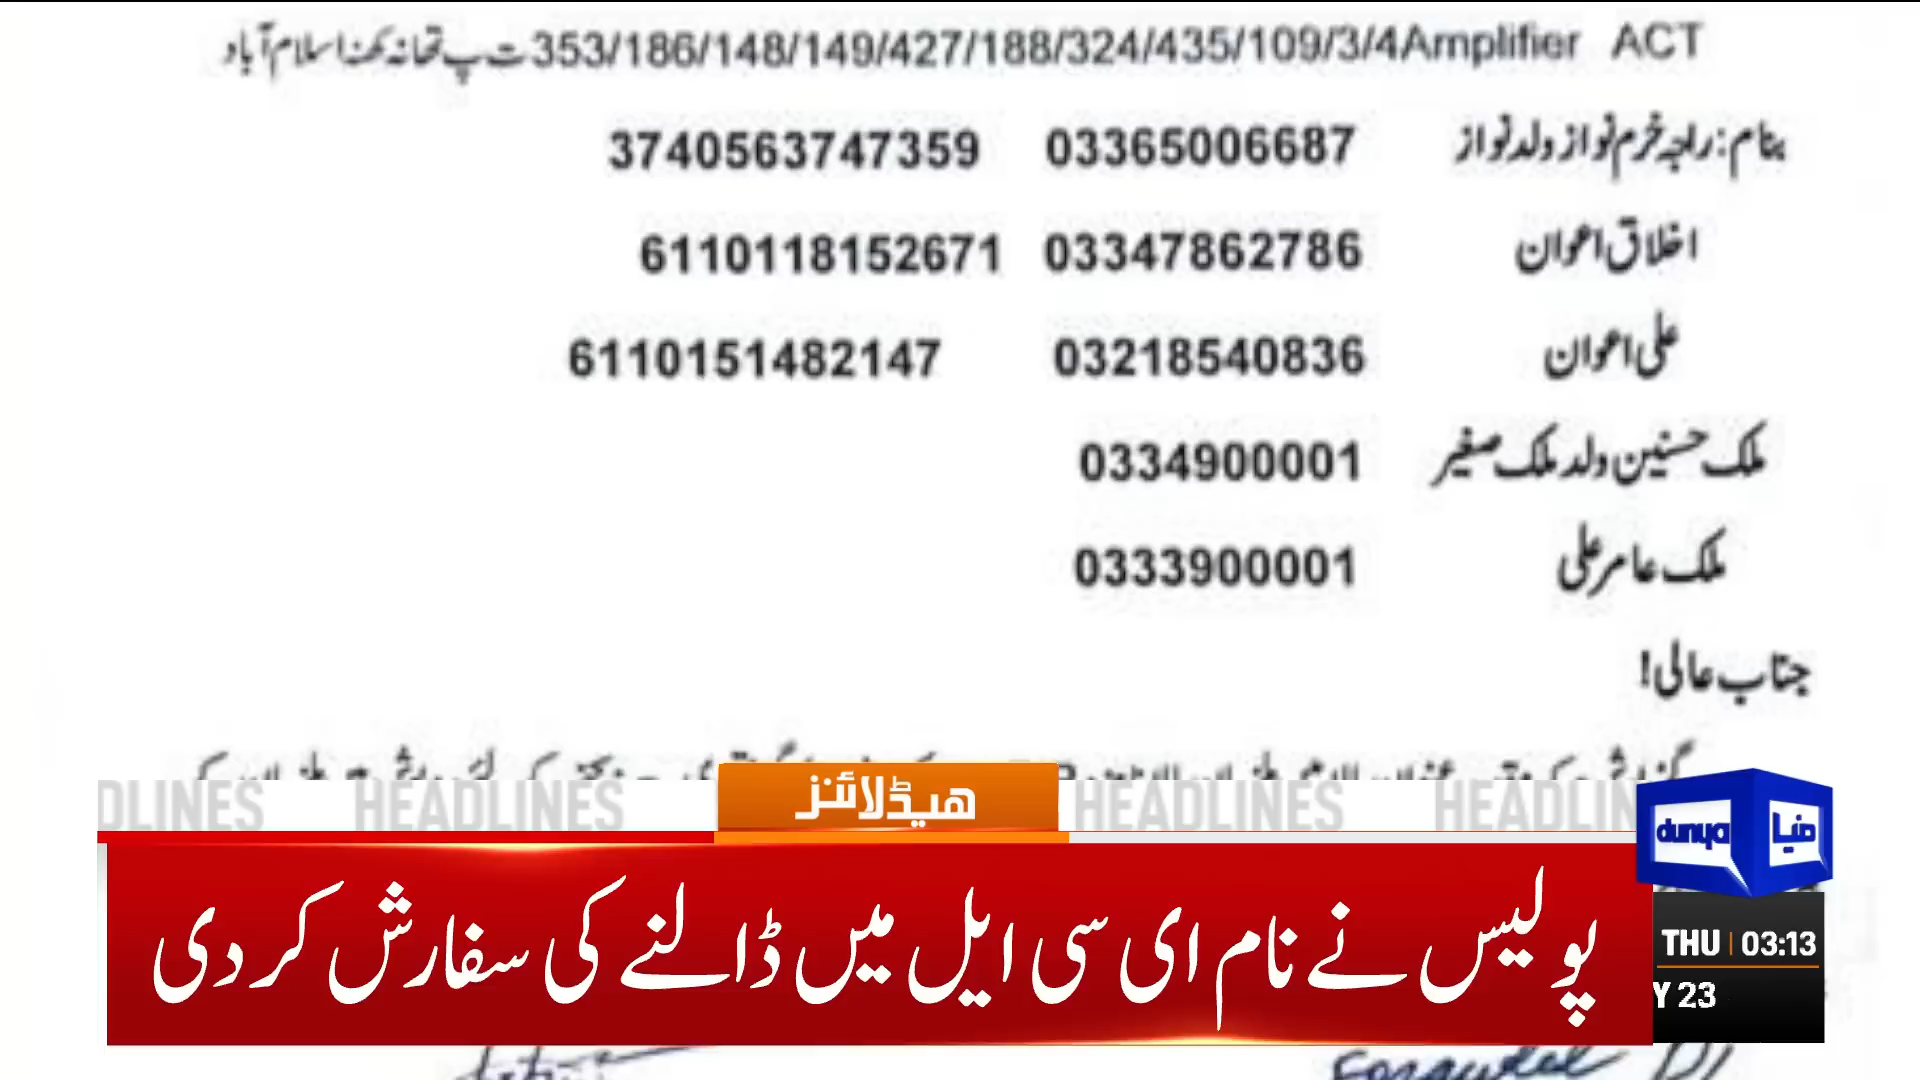 353/186/148/149/427/188/324/435/109/3/4Amplifier ACT ت پ تھانہ کھنہ اسلام آباد
بنام: راجہ خرم نواز ولد نواز 03365006687 3740563747359
اخلاق اعوان 03347862786 6110118152671
علی اعوان 03218540836 6110151482147
ملک حسنین ولد ملک صغیر 0334900001
ملک عامر علی 0333900001
جناب عالی!
DLINES HEADLINES ھیڈلائنز HEADLINES HEADLIN
dunya دنیا
پولیس نے نام ای سی ایل میں ڈالنے کی سفارش کر دی
THU 03:13
Y 23